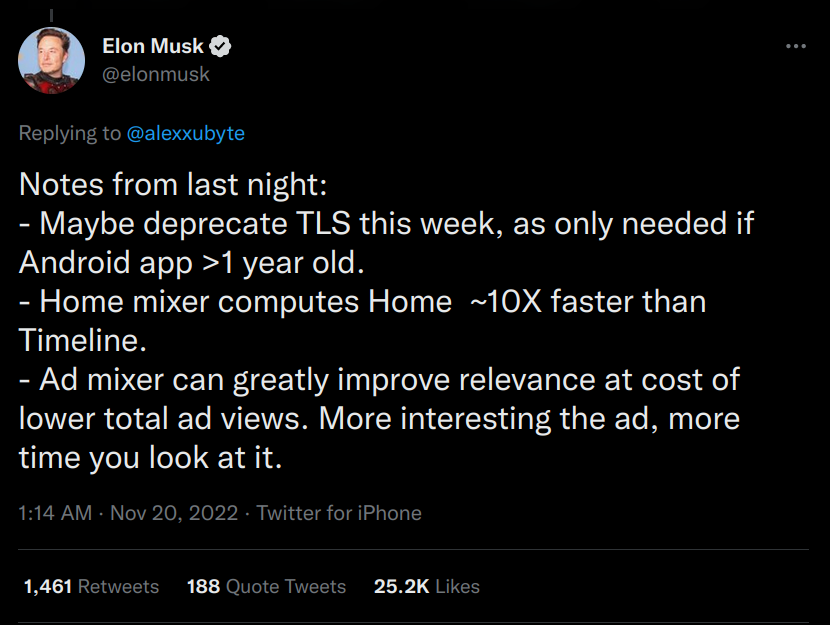 Elon Musk
@elonmusk
Replying to @alexxubyte
Notes from last night:
- Maybe deprecate TLS this week, as only needed if
Android app >1 year old.
- Home mixer computes Home  ~10X faster than
Timeline.
- Ad mixer can greatly improve relevance at cost of
lower total ad views. More interesting the ad, more
time you look at it.
1:14 AM · Nov 20, 2022 · Twitter for iPhone
1,461 Retweets 188 Quote Tweets 25.2K Likes